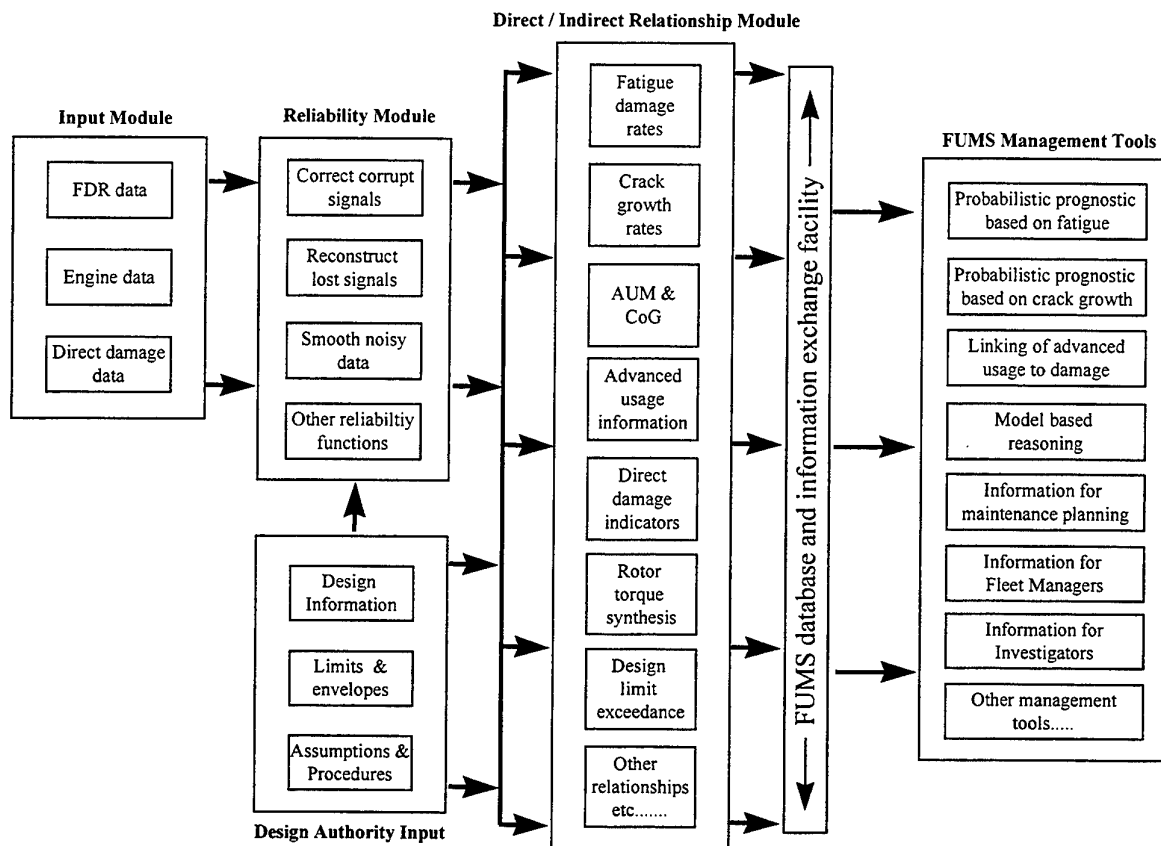 Direct / Indirect Relationship Module
Input Module
FDR data
Engine data
Direct damage
data
Reliability Module
Correct corrupt
signals
Reconstruct
lost signals
Smooth noisy
data
Other reliabiltiy
functions
Design
Information
Limits & envelopes
Assumptions &
Procedures
Design Authority Input
Fatigue
damage
rates
Crack
growth
rates
AUM &
CoG
Advanced
usage
information
Direct
damage
indicators
Rotor
torque
synthesis
Design
limit
exceedance
Other
relationships
etc.......
FUMS database and information exchange facility
FUMS Management Tools
Probabilistic prognostic
based on fatigue
Probabilistic prognostic
based on crack growth
Linking of advanced
usage to damage
Model based
reasoning
Information for
maintenance planning
Information for
Fleet Managers
Information for
Investigators
Other management
tools.....